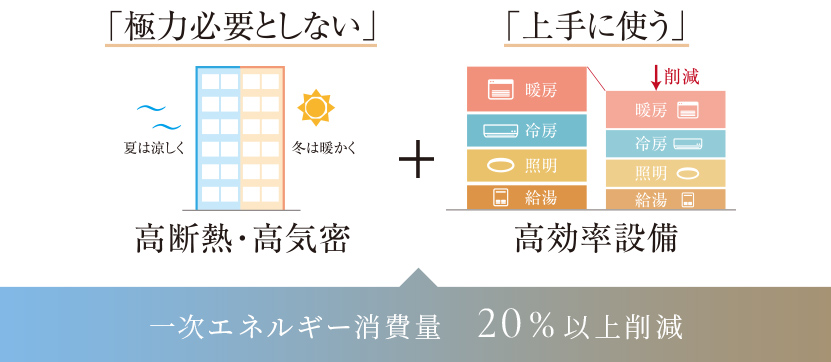 「極力必要としない」
「上手に使う」
夏は涼しく
冬は暖かく
+
削減
暖房
冷房
照明
給湯
暖房
冷房
照明
給湯
高断熱・高気密
高効率設備
一次エネルギー消費量 20%以上削減